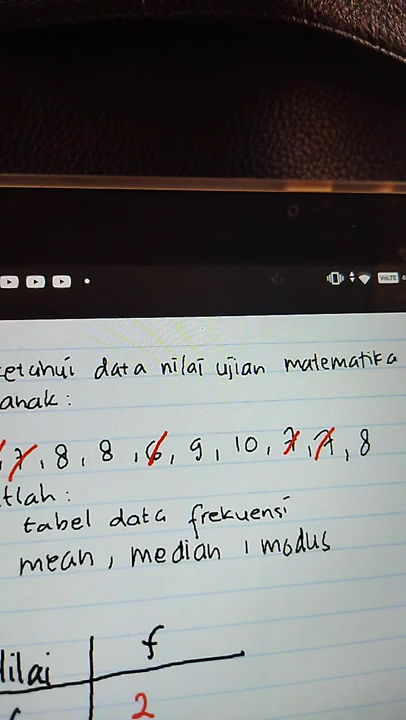 etahui data nilai ujian matematika
anak:
, 7, 8, 8, 6, 9, 10, 7, 7, 8
tlah:
tabel data frekuensi
mean, median, modus
Nilai f
2